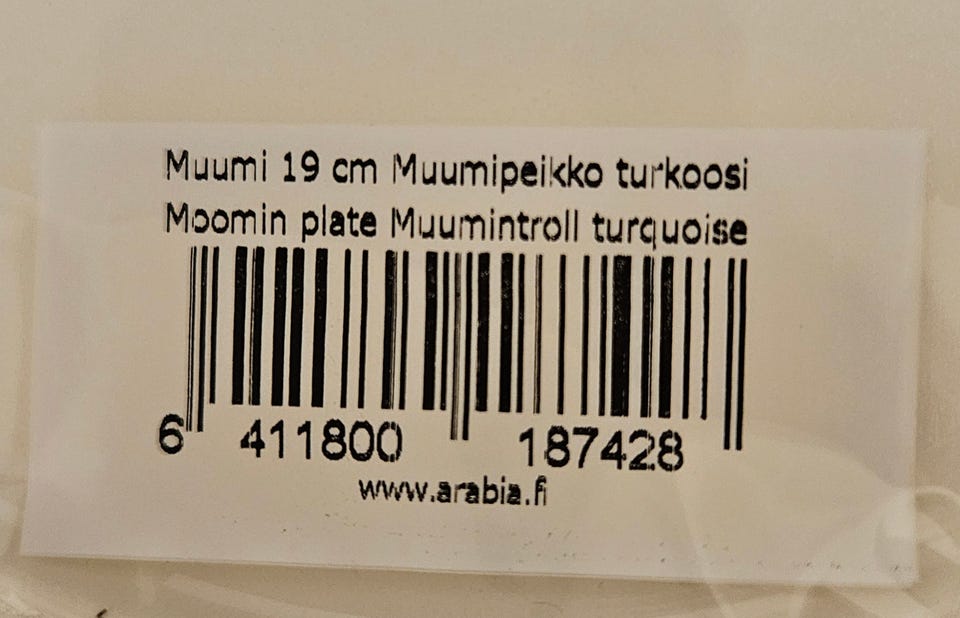 Muumi 19 cm Muumipeikko turkoosi
Moomin plate Muumintroll turquoise
6 411800 187428
www.arabia.fi